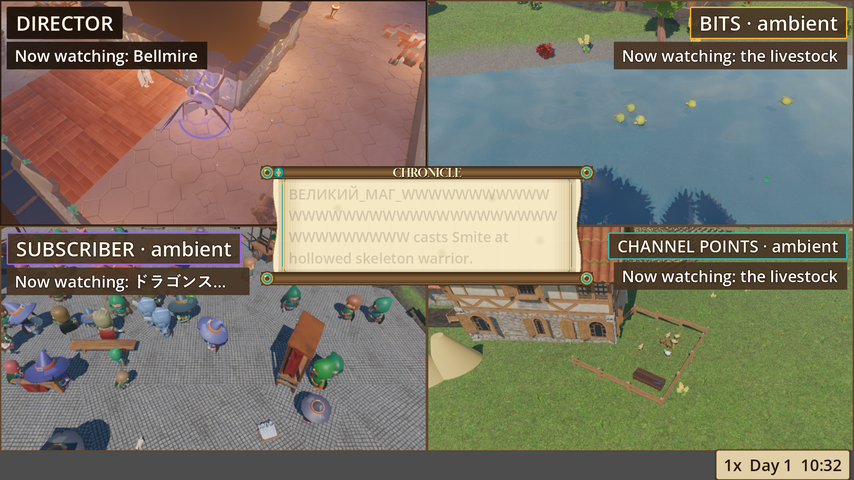 DIRECTOR
Now watching: Bellmire
BITS · ambient
Now watching: the livestock
CHRONICLE
ВЕЛИКИЙ_МАГ_WWWWWWWWWWW
WWWWWWWWWWWWWWWWWWWW
WWWWWWWWW casts Smite at
hollowed skeleton warrior.
SUBSCRIBER · ambient
Now watching: ドラゴンス...
CHANNEL POINTS · ambient
Now watching: the livestock
1x Day 1 10:32